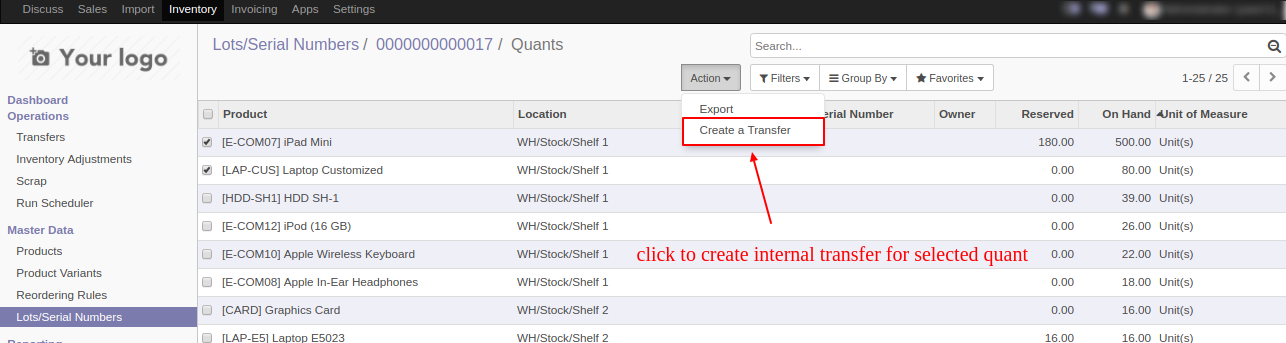 Discuss Sales Import Inventory Invoicing Apps Settings
Your logo
Lots/Serial Numbers / 0000000000017 / Quants
Search...
Action Filters Group By Favorites 1-25 / 25
Dashboard
Operations
Transfers
Inventory Adjustments
Scrap
Run Scheduler
Master Data
Products
Product Variants
Reordering Rules
Lots/Serial Numbers
Export
Create a Transfer
Product Location Number Owner Reserved On Hand Unit of Measure
[E-COM07] iPad Mini WH/Stock/Shelf 1 180.00 500.00 Unit(s)
[LAP-CUS] Laptop Customized WH/Stock/Shelf 1 0.00 80.00 Unit(s)
[HDD-SH1] HDD SH-1 WH/Stock/Shelf 1 0.00 39.00 Unit(s)
[E-COM12] iPod (16 GB) WH/Stock/Shelf 1 0.00 26.00 Unit(s)
[E-COM10] Apple Wireless Keyboard WH/Stock/Shelf 1 0.00 22.00 Unit(s)
[E-COM08] Apple In-Ear Headphones WH/Stock/Shelf 1 0.00 18.00 Unit(s)
[CARD] Graphics Card WH/Stock/Shelf 2 0.00 16.00 Unit(s)
[LAP-E5] Laptop E5023 WH/Stock/Shelf 2 16.00 16.00 Unit(s)
click to create internal transfer for selected quant